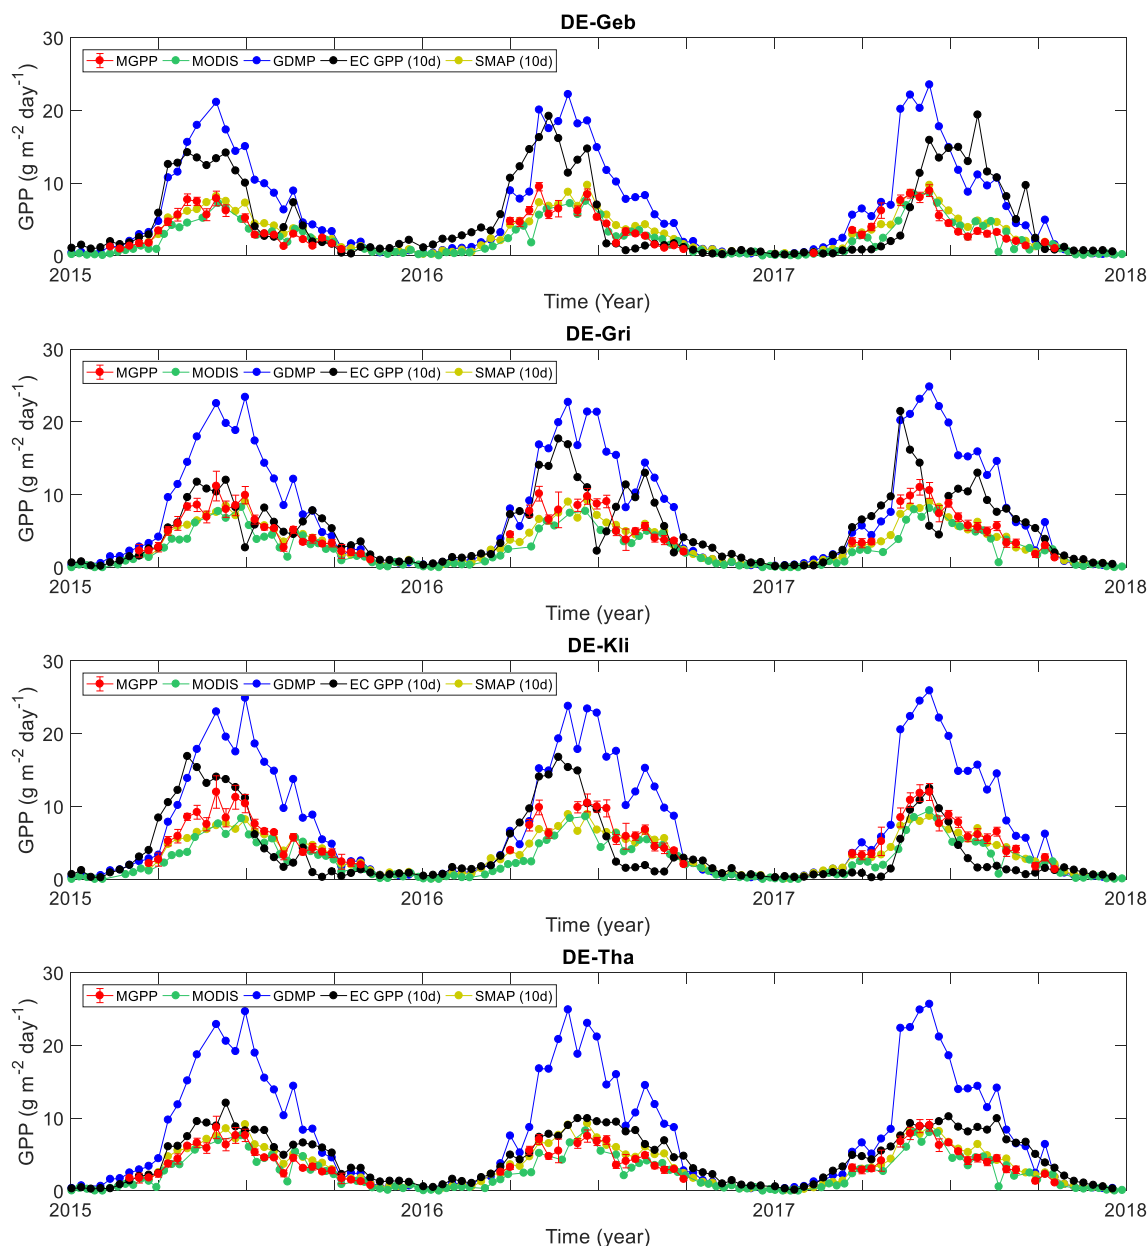 DE-Geb
30
20
10
0
GPP (g m⁻² day⁻¹)
MGPP MODIS GDMP EC GPP (10d) SMAP (10d)
2015 2016 2017 2018
Time (Year)
DE-Gri
30
20
10
0
GPP (g m⁻² day⁻¹)
MGPP MODIS GDMP EC GPP (10d) SMAP (10d)
2015 2016 2017 2018
Time (year)
DE-Kli
30
20
10
0
GPP (g m⁻² day⁻¹)
MGPP MODIS GDMP EC GPP (10d) SMAP (10d)
2015 2016 2017 2018
Time (year)
DE-Tha
30
20
10
0
GPP (g m⁻² day⁻¹)
MGPP MODIS GDMP EC GPP (10d) SMAP (10d)
2015 2016 2017 2018
Time (year)